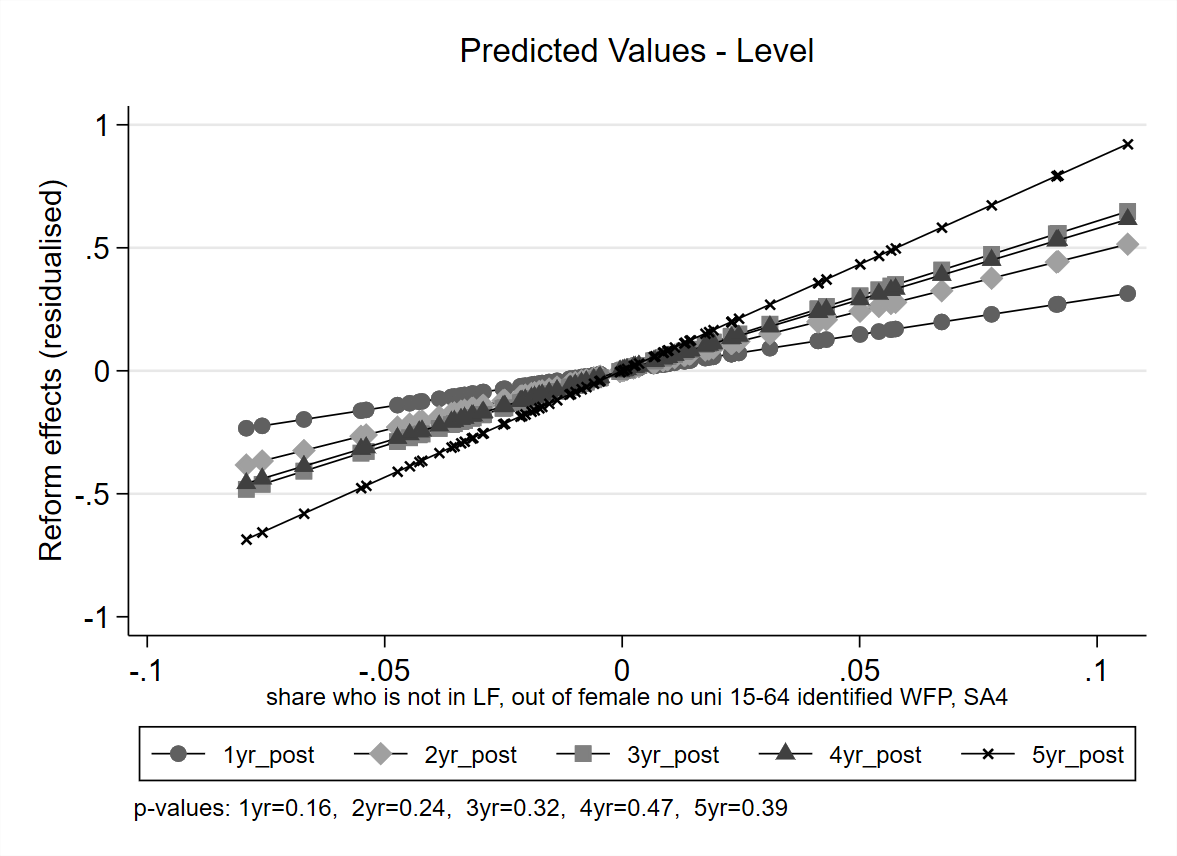 Predicted Values - Level
Reform effects (residualised)
1
.5
0
-.5
-1
-.1
-.05
0
.05
.1
share who is not in LF, out of female no uni 15-64 identified WFP, SA4
1yr_post 2yr_post 3yr_post 4yr_post 5yr_post
p-values: 1yr=0.16, 2yr=0.24, 3yr=0.32, 4yr=0.47, 5yr=0.39